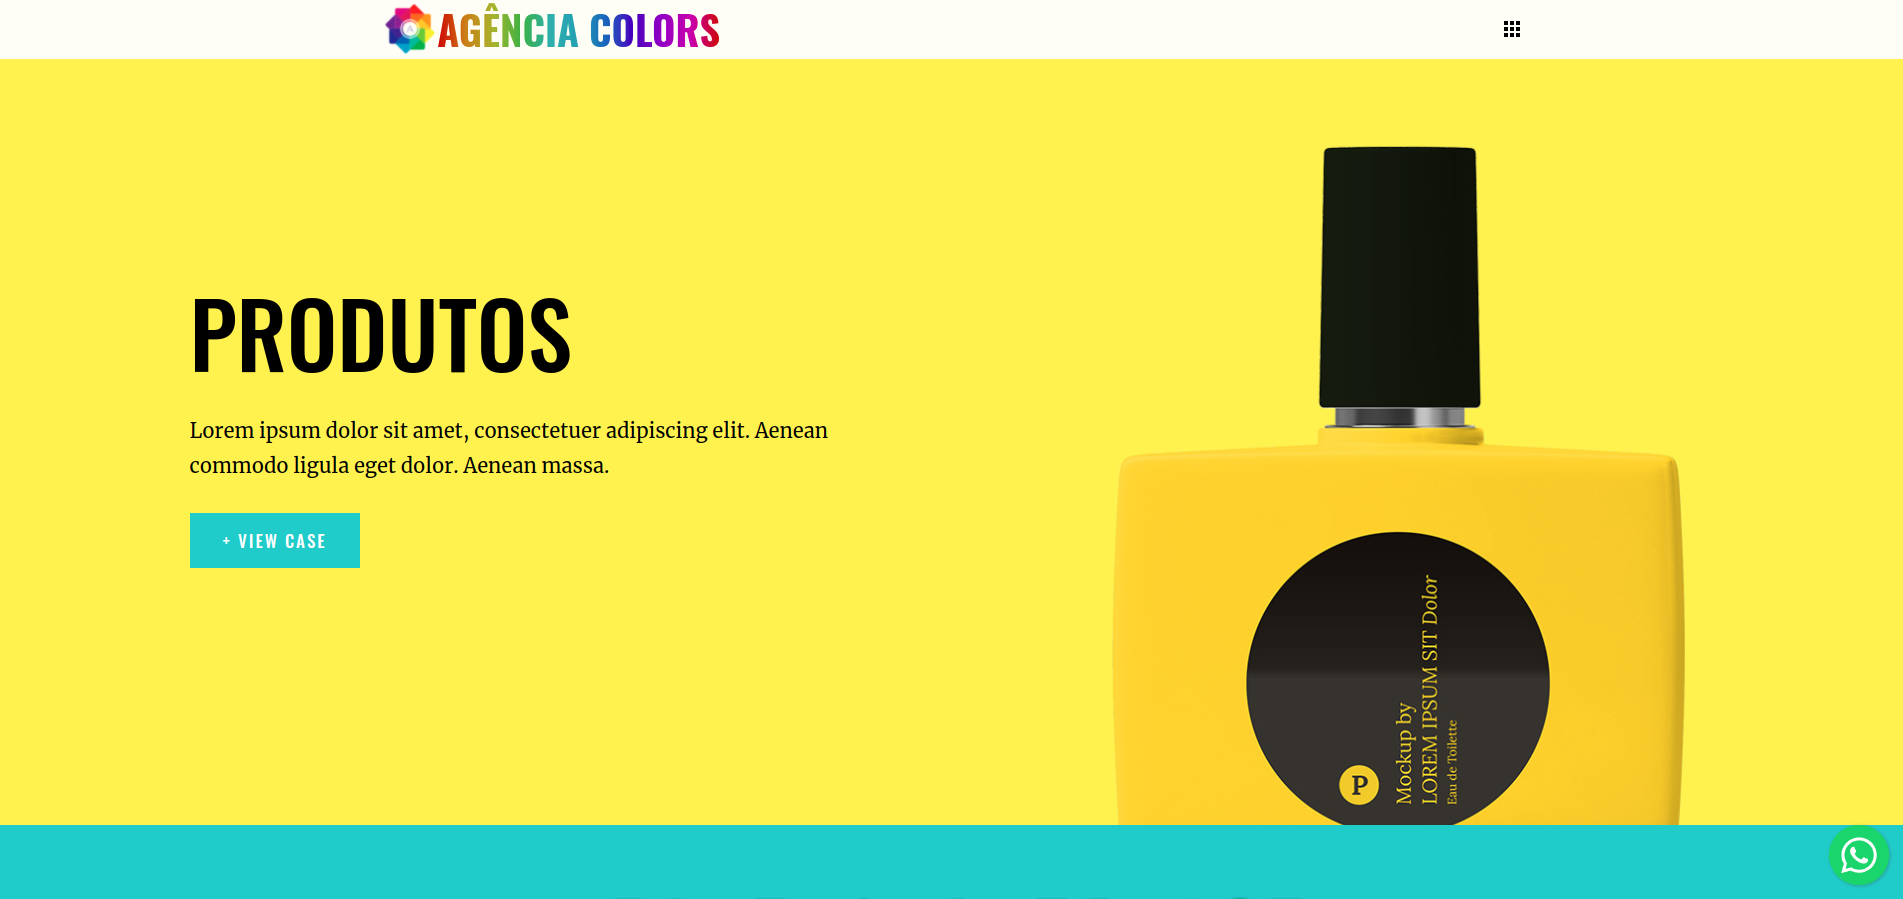 AGÊNCIA COLORS
PRODUTOS
Lorem ipsum dolor sit amet, consectetuer adipiscing elit. Aenean
commodo ligula eget dolor. Aenean massa.
+ VIEW CASE
P
Mockup by
LOREM IPSUM SIT Dolor
Eau de Toilette